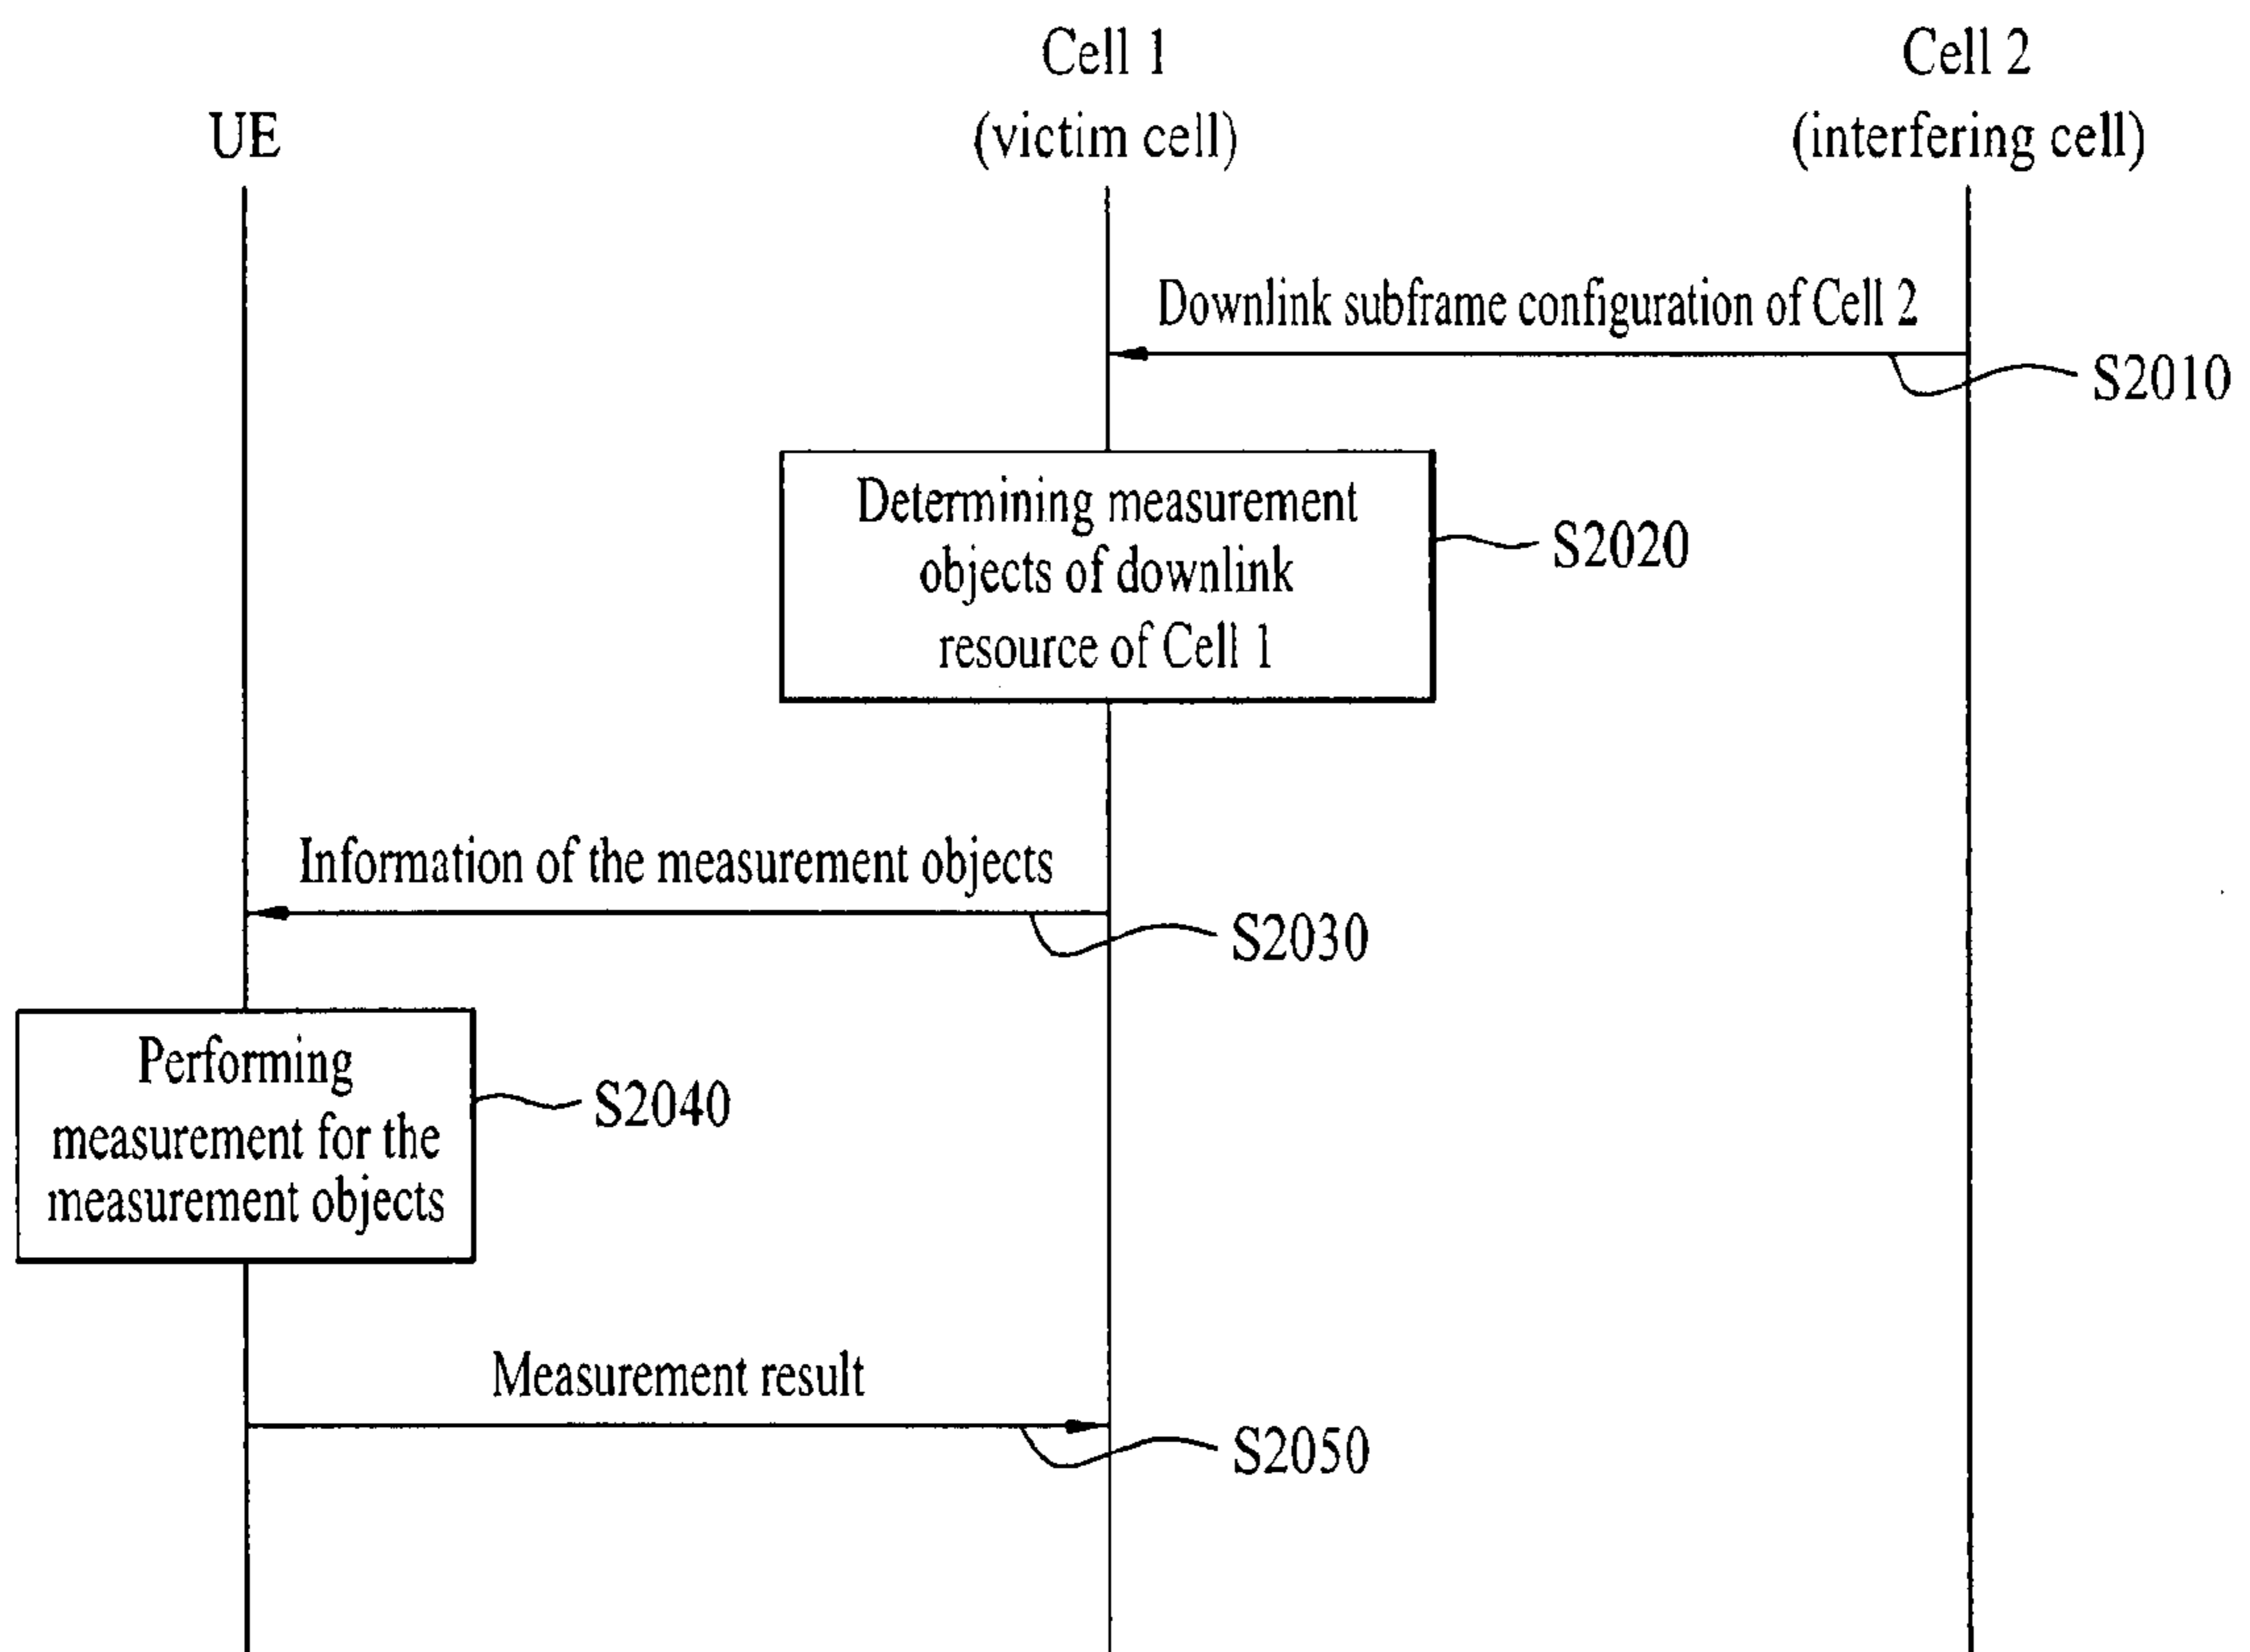 Cell 1
Cell 2
UE
(victim cell)
(interfering cell)
Downlink subframe configuration of Cell 2
S2010
Determining measurement
objects of downlink
resource of Cell 1
S2020
Information of the measurement objects
S2030
Performing
measurement for the
measurement objects
S2040
Measurement result
S2050